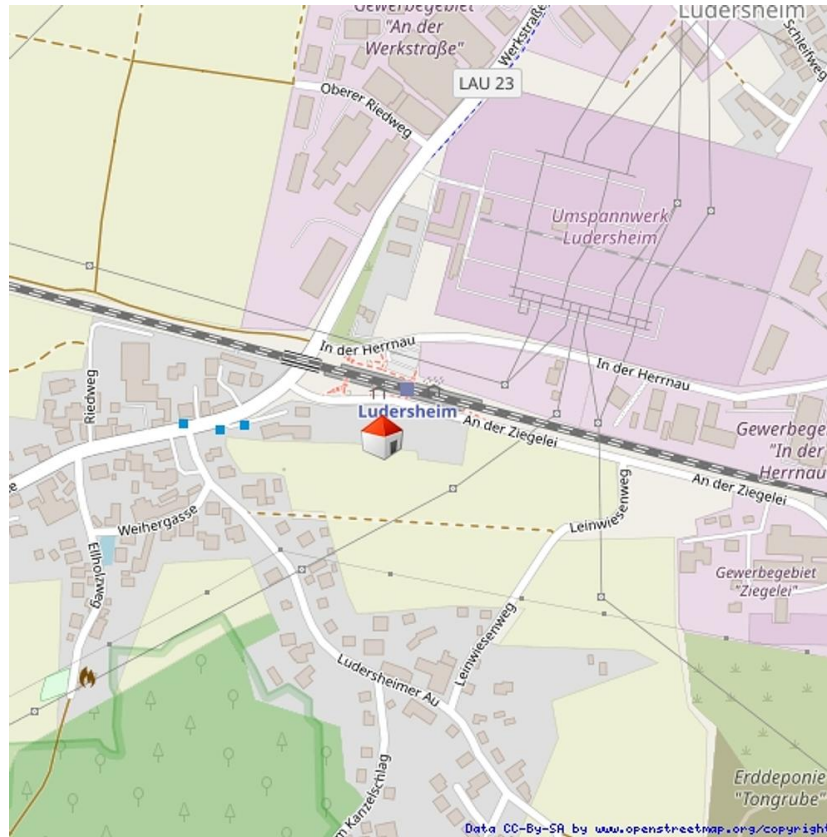 Gewerbegebiet
"An der
Werkstraße"
Werkstraße
Ludersheim
Schleifweg
LAU 23
Oberer Riedweg
Umspannwerk
Ludersheim
In der Herrnau
In der Herrnau
Riedweg
Ludersheim
An der Ziegelei
Gewerbege
"In der
Herrnau
An der Ziegelei
Weihergasse
Leinwiesenweg
Ellholzweg
Gewerbegebiet
"Ziegelei"
Leinwiesenweg
Ludersheimer Au
m Kanzelschlag
Erddeponie
"Tongrube"
Data CC-By-SA by www.openstreetmap.org/copyright